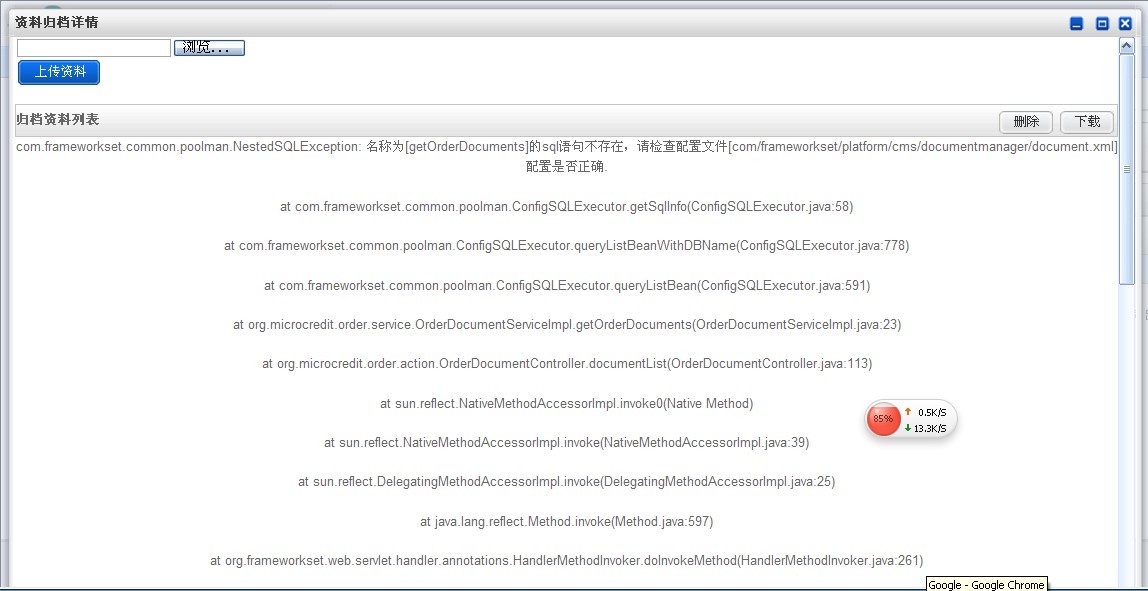 资料归档详情
浏览...
上传资料
归档资料列表
删除
下载
com.frameworkset.common.poolman.NestedSQLException: 名称为[getOrderDocuments]的sql语句不存在，请检查配置文件[com/frameworkset/platform/cms/documentmanager/document.xml]
配置是否正确.
at com.frameworkset.common.poolman.ConfigSQLExecutor.getSqlInfo(ConfigSQLExecutor.java:58)
at com.frameworkset.common.poolman.ConfigSQLExecutor.queryListBeanWithDBName(ConfigSQLExecutor.java:778)
at com.frameworkset.common.poolman.ConfigSQLExecutor.queryListBean(ConfigSQLExecutor.java:591)
at org.microcredit.order.service.OrderDocumentServiceImpl.getOrderDocuments(OrderDocumentServiceImpl.java:23)
at org.microcredit.order.action.OrderDocumentController.documentList(OrderDocumentController.java:113)
at sun.reflect.NativeMethodAccessorImpl.invoke0(Native Method)
85%
0.5K/S
13.3K/S
at sun.reflect.NativeMethodAccessorImpl.invoke(NativeMethodAccessorImpl.java:39)
at sun.reflect.DelegatingMethodAccessorImpl.invoke(DelegatingMethodAccessorImpl.java:25)
at java.lang.reflect.Method.invoke(Method.java:597)
at org.frameworkset.web.servlet.handler.annotations.HandlerMethodInvoker.doInvokeMethod(HandlerMethodInvoker.java:261)
Google - Google Chrome